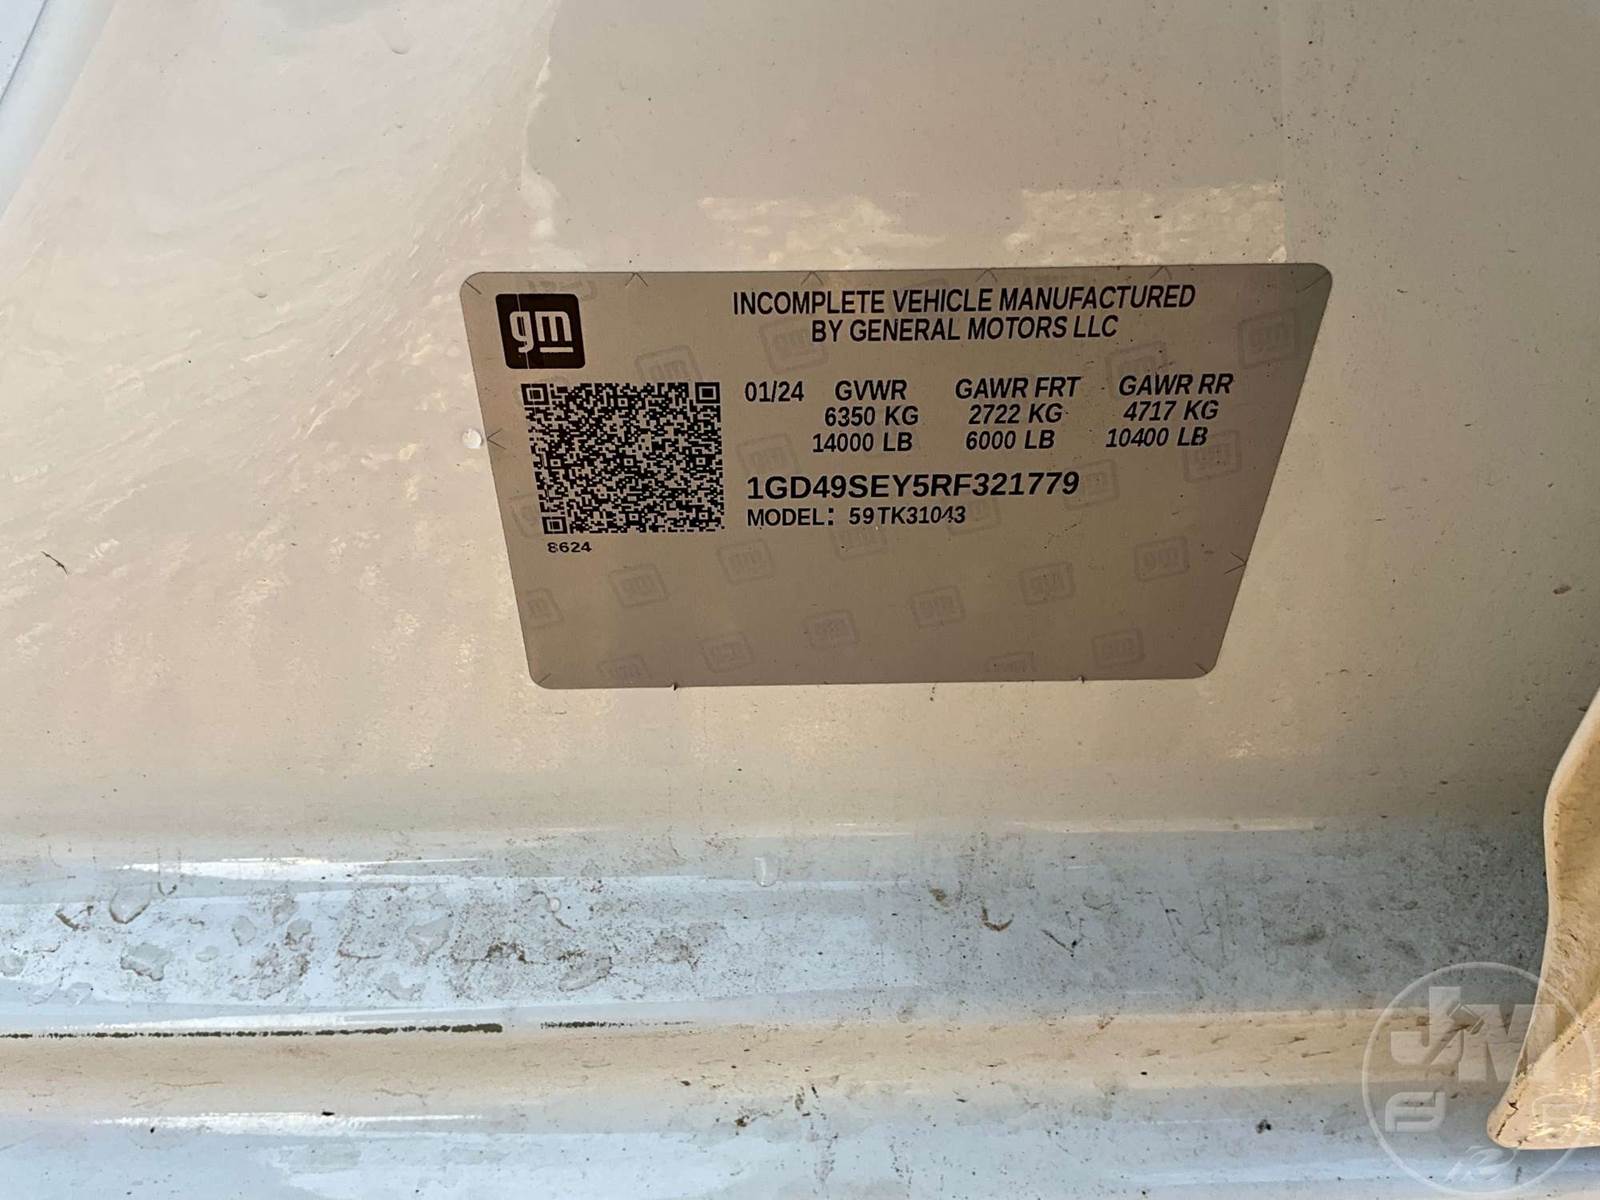 INCOMPLETE VEHICLE MANUFACTURED
BY GENERAL MOTORS LLC
gm
01/24 GVWR GAWR FRT GAWR RR
6350 KG 2722 KG 4717 KG
14000 LB 6000 LB 10400 LB
1GD49SEY5RF321779
MODEL: 59TK31043
8624
JM